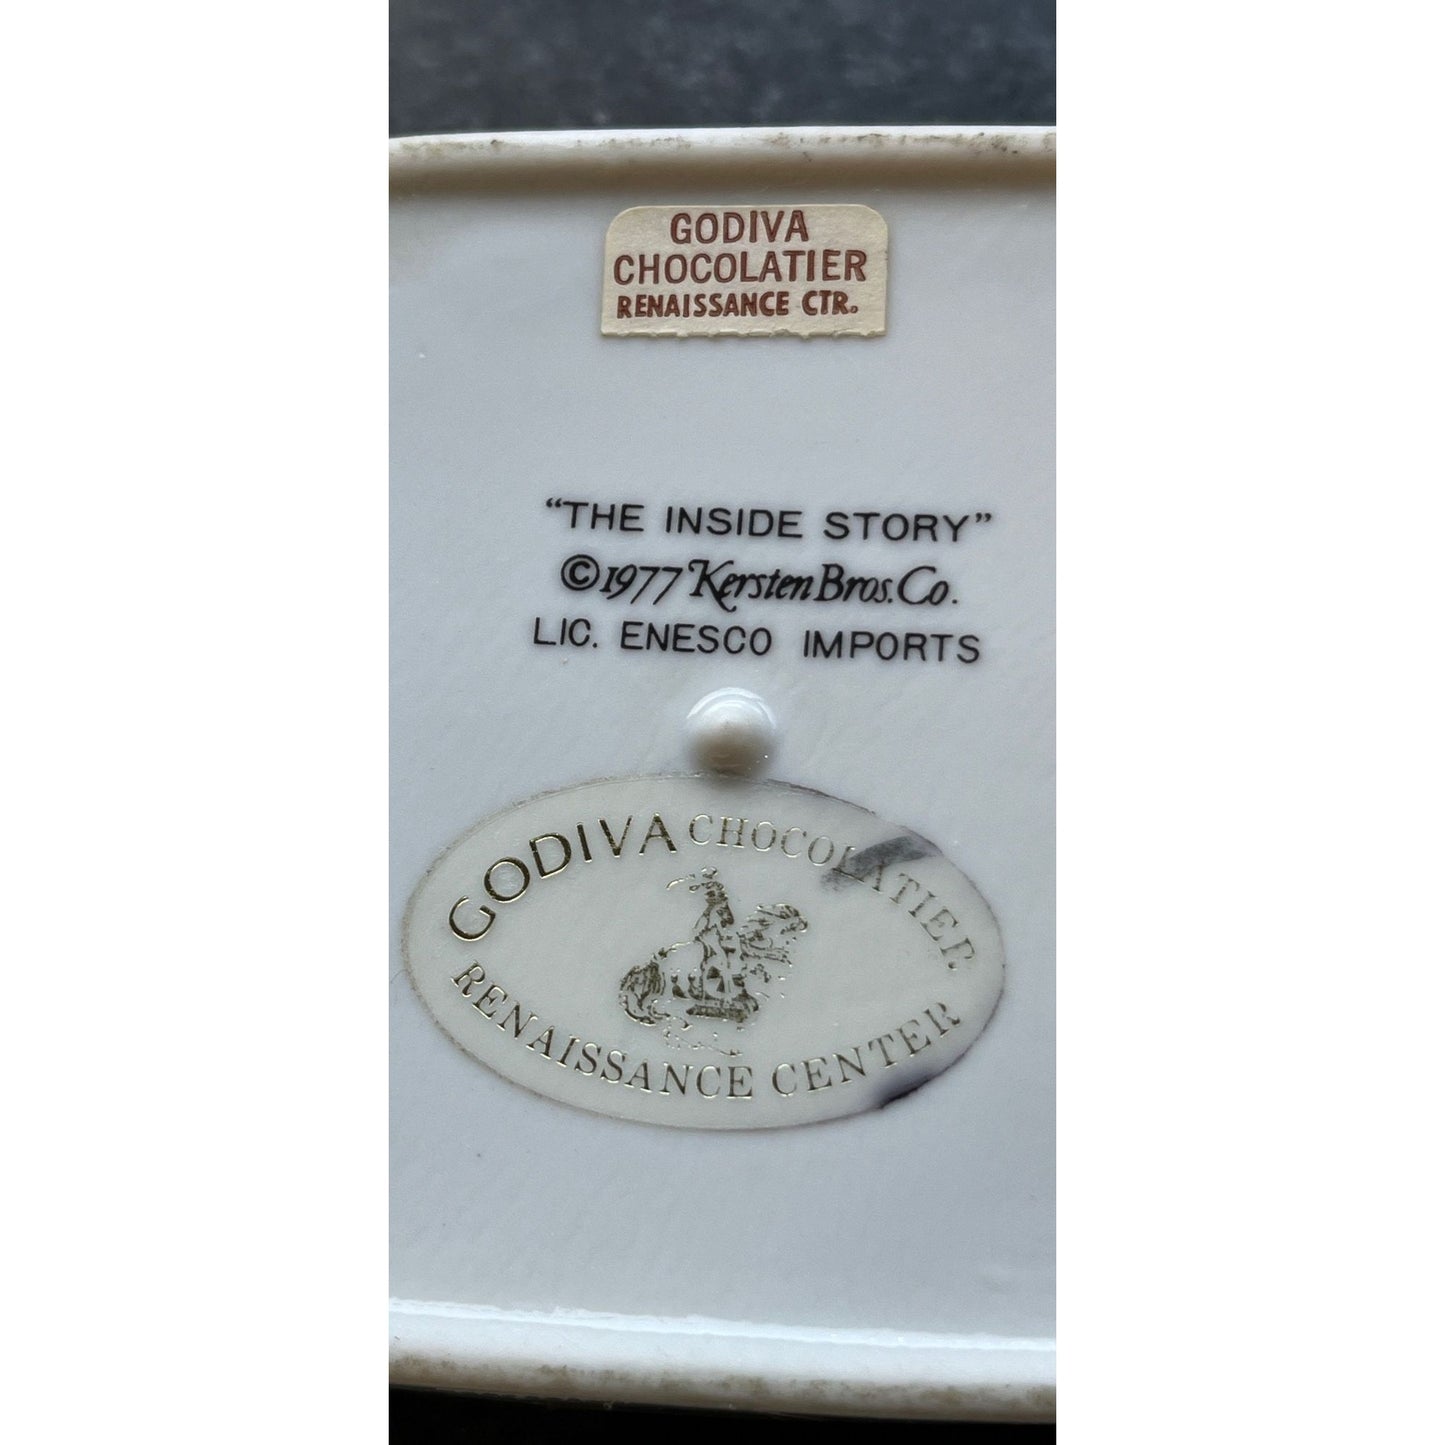 GODIVA
CHOCOLATIER
RENAISSANCE CTR.
“THE INSIDE STORY”
©1977 Kersten Bros. Co.
LIC. ENESCO IMPORTS
GODIVA CHOCOLATIER.
RENAISSANCE CENTER